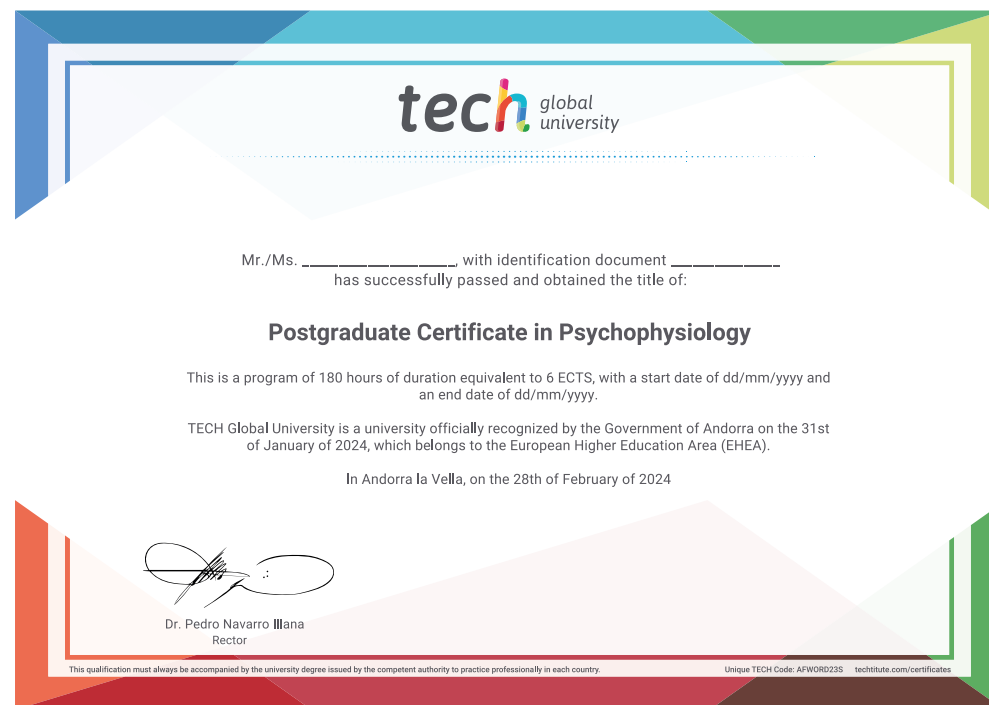 tech global
university
Mr./Ms. ____________________, with identification document ______________
has successfully passed and obtained the title of:
Postgraduate Certificate in Psychophysiology
This is a program of 180 hours of duration equivalent to 6 ECTS, with a start date of dd/mm/yyyy and
an end date of dd/mm/yyyy.
TECH Global University is a university officially recognized by the Government of Andorra on the 31st
of January of 2024, which belongs to the European Higher Education Area (EHEA).
In Andorra la Vella, on the 28th of February of 2024
Dr. Pedro Navarro Illana
Rector
This qualification must always be accompanied by the university degree issued by the competent authority to practice professionally in each country. Unique TECH Code: AFWORD23S techtitute.com/certificates